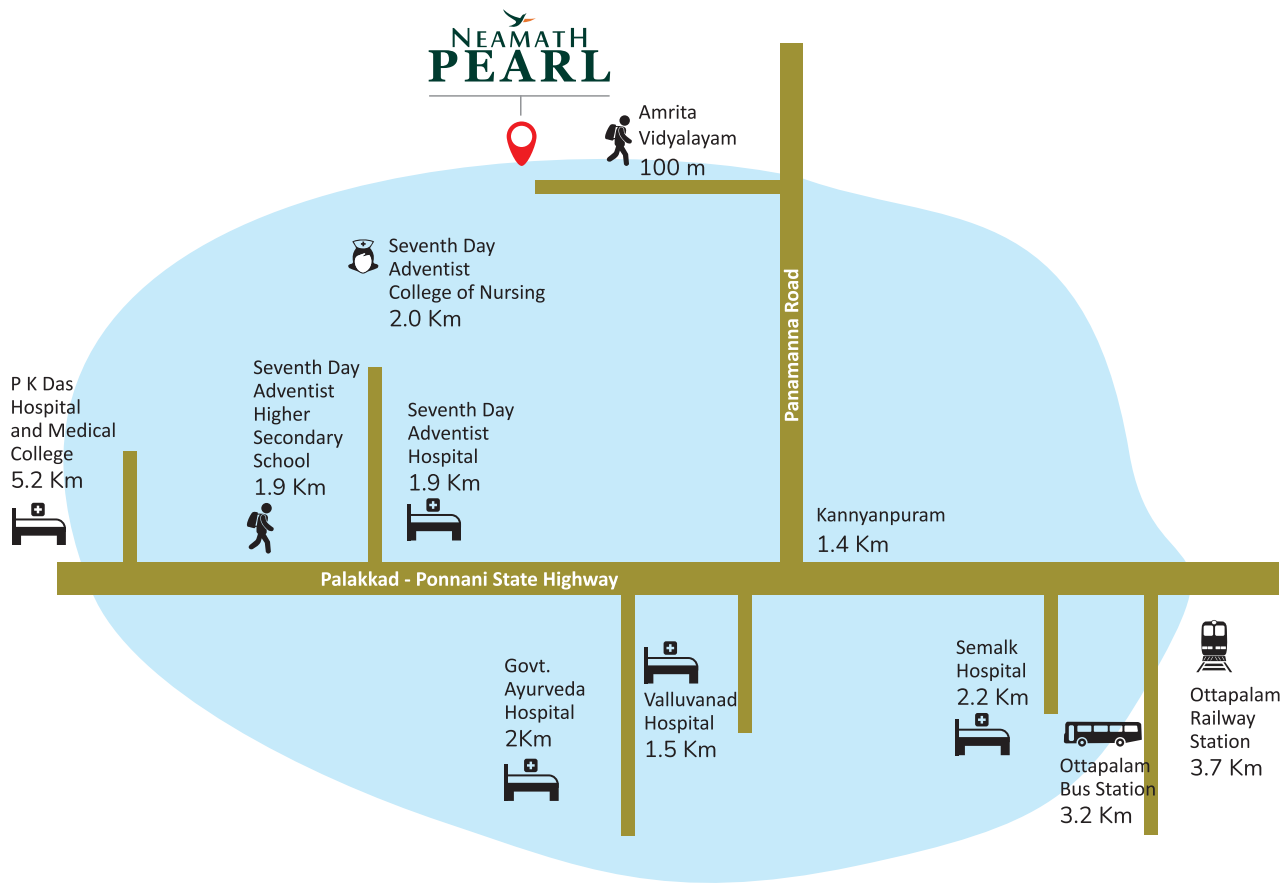 NEAMATH
PEARL
Amrita
Vidyalayam
100 m
Seventh Day
Adventist
College of Nursing
2.0 Km
Panamanna Road
P K Das
Hospital
and Medical
College
5.2 Km
Seventh Day
Adventist
Higher
Secondary
School
1.9 Km
Seventh Day
Adventist
Hospital
1.9 Km
Kannyanpuram
1.4 Km
Palakkad - Ponnani State Highway
Govt.
Ayurveda
Hospital
2Km
Valluvanad
Hospital
1.5 Km
Semalk
Hospital
2.2 Km
Ottapalam
Bus Station
3.2 Km
Ottapalam
Railway
Station
3.7 Km